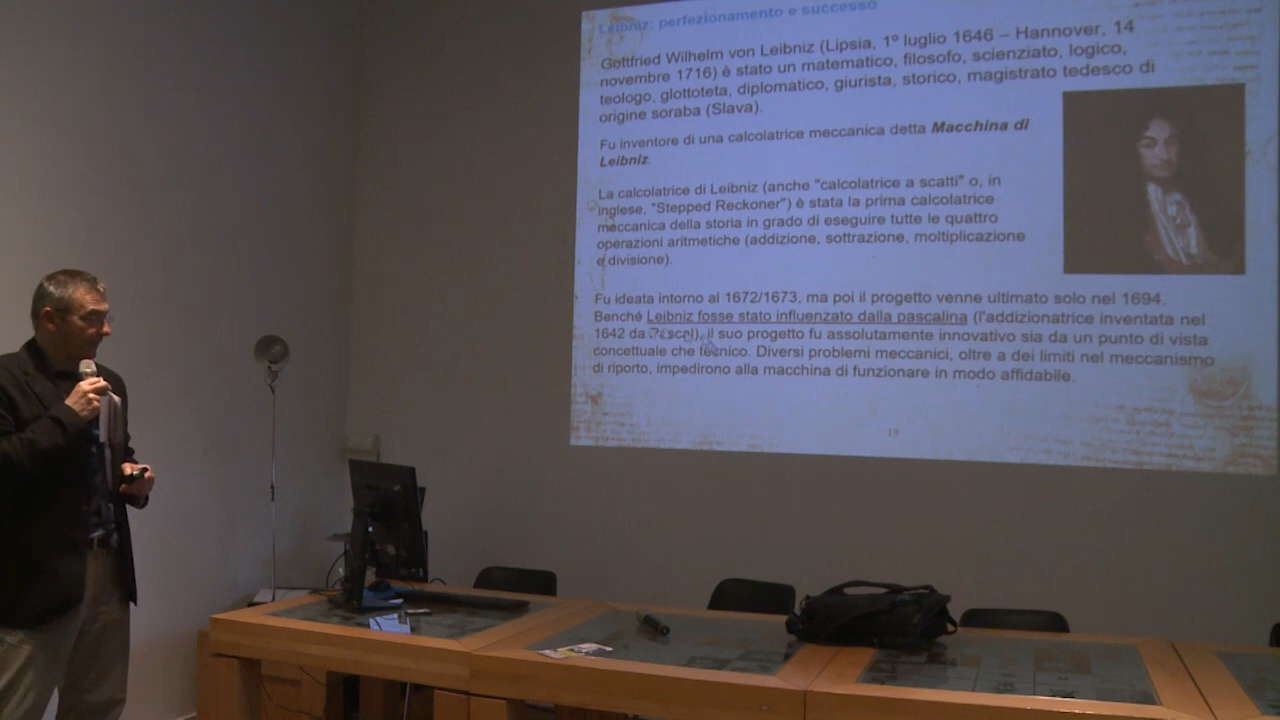 Leibniz: perfezionamento e successo
Gottfried Wilhelm von Leibniz (Lipsia, 1º luglio 1646 – Hannover, 14
novembre 1716) è stato un matematico, filosofo, scienziato, logico,
teologo, glottoteta, diplomatico, giurista, storico, magistrato tedesco di
origine soraba (Slava).
Fu inventore di una calcolatrice meccanica detta Macchina di
Leibniz.
La calcolatrice di Leibniz (anche "calcolatrice a scatti" o, in
inglese, "Stepped Reckoner") è stata la prima calcolatrice
meccanica della storia in grado di eseguire tutte le quattro
operazioni aritmetiche (addizione, sottrazione, moltiplicazione
e divisione).
Fu ideata intorno al 1672/1673, ma poi il progetto venne ultimato solo nel 1694.
Benché Leibniz fosse stato influenzato dalla pascalina (l'addizionatrice inventata nel
1642 da Pascal), il suo progetto fu assolutamente innovativo sia da un punto di vista
concettuale che tecnico. Diversi problemi meccanici, oltre a dei limiti nel meccanismo
di riporto, impedirono alla macchina di funzionare in modo affidabile.
19